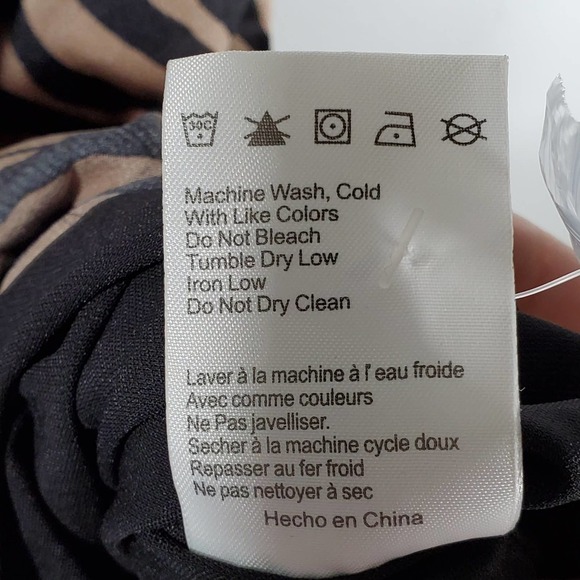 30C
Machine Wash, Cold
With Like Colors
Do Not Bleach
Tumble Dry Low
Iron Low
Do Not Dry Clean
Laver à la machine à l' eau froide
Avec comme couleurs
Ne Pas javelliser.
Secher à la machine cycle doux
Repasser au fer froid
Ne pas nettoyer à sec
Hecho en China